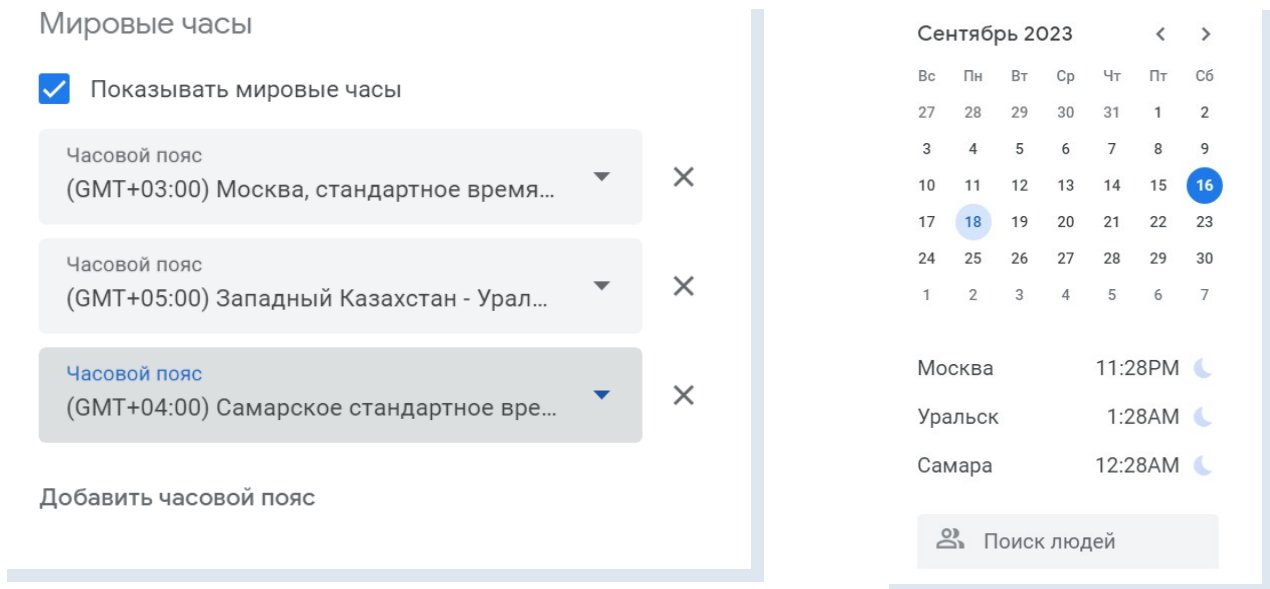 Мировые часы
Показывать мировые часы
Часовой пояс
(GMT+03:00) Москва, стандартное время...
Часовой пояс
(GMT+05:00) Западный Казахстан - Урал...
Часовой пояс
(GMT+04:00) Самарское стандартное вре...
Добавить часовой пояс
Сентябрь 2023
Вс Пн Вт Ср Чт Пт Сб
27 28 29 30 31 1 2
3 4 5 6 7 8 9
10 11 12 13 14 15 16
17 18 19 20 21 22 23
24 25 26 27 28 29 30
1 2 3 4 5 6 7
Москва 11:28PM
Уральск 1:28AM
Самара 12:28AM
Поиск людей